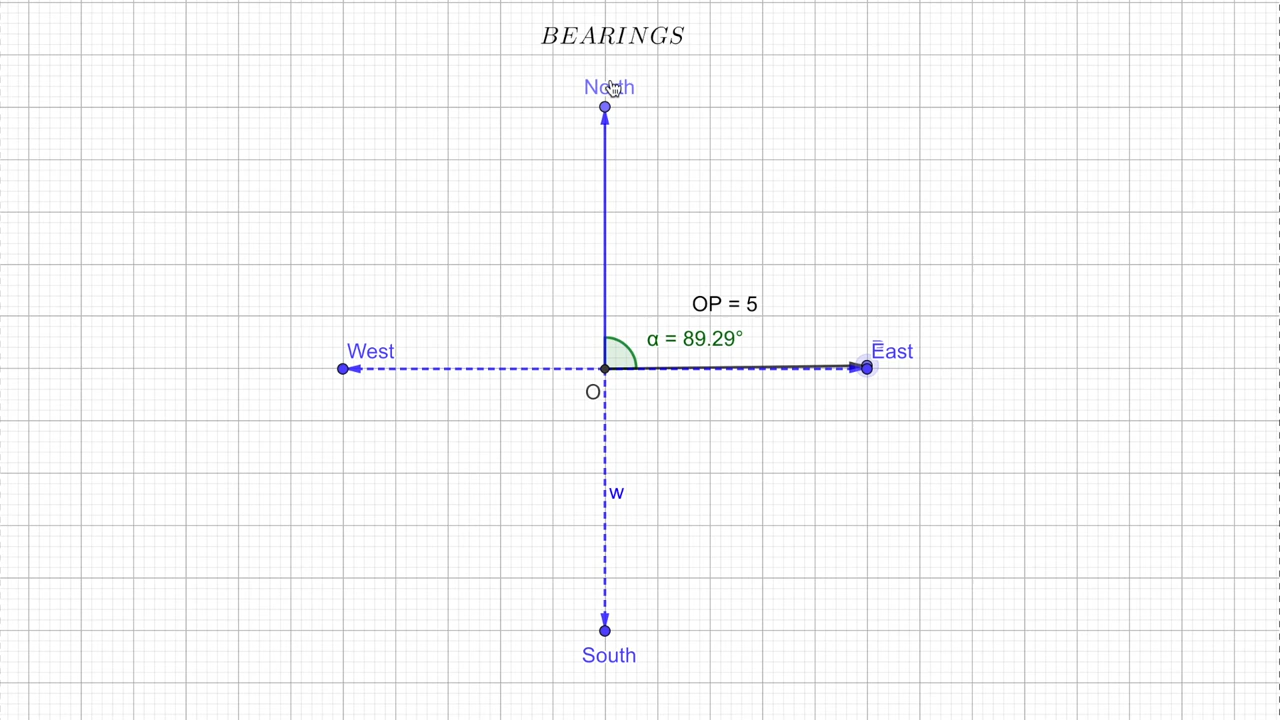 BEARINGS
North
OP = 5
α = 89.29°
West
East
O
w
South